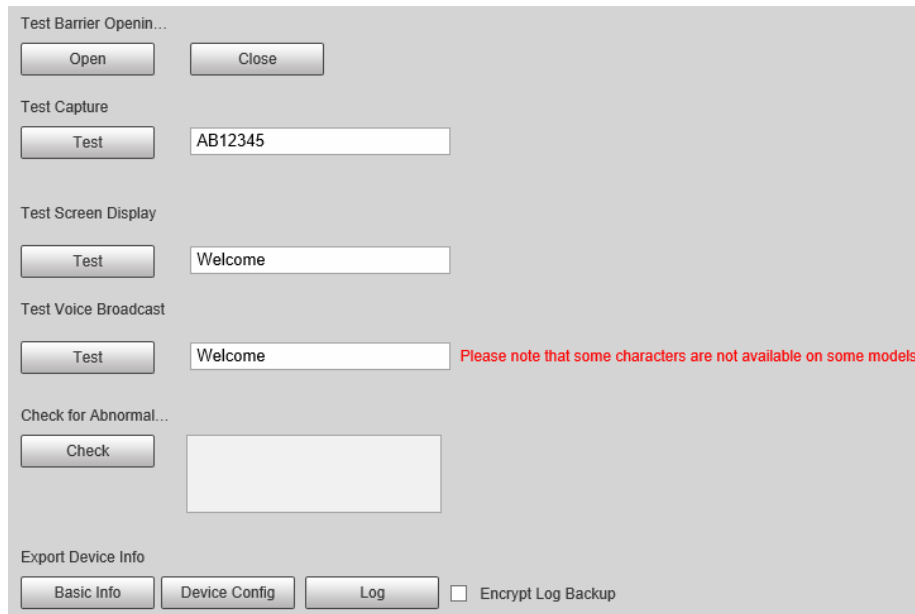 Test Barrier Openin...
Open Close
Test Capture
Test AB12345
Test Screen Display
Test Welcome
Test Voice Broadcast
Test Welcome Please note that some characters are not available on some models
Check for Abnormal...
Check
Export Device Info
Basic Info Device Config Log Encrypt Log Backup